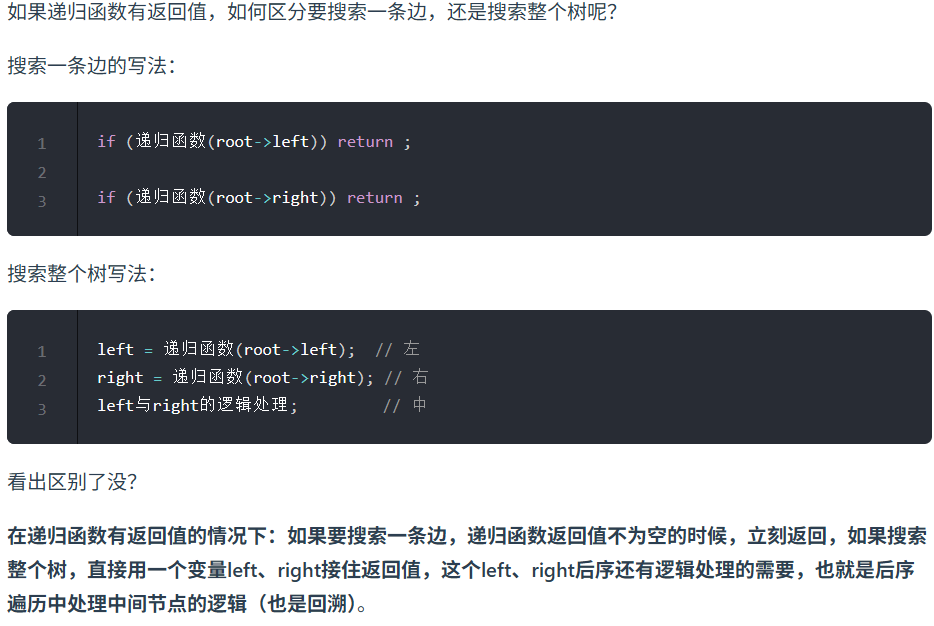 如果递归函数有返回值，如何区分要搜索一条边，还是搜索整个树呢？
搜索一条边的写法：
1 if (递归函数(root->left)) return ;
2
3 if (递归函数(root->right)) return ;
搜索整个树写法：
1 left = 递归函数(root->left);  // 左
2 right = 递归函数(root->right); // 右
3 left与right的逻辑处理;         // 中
看出区别了没？
在递归函数有返回值的情况下：如果要搜索一条边，递归函数返回值不为空的时候，立刻返回，如果搜索
整个树，直接用一个变量left、right接住返回值，这个left、right后序还有逻辑处理的需要，也就是后序
遍历中处理中间节点的逻辑（也是回溯）。